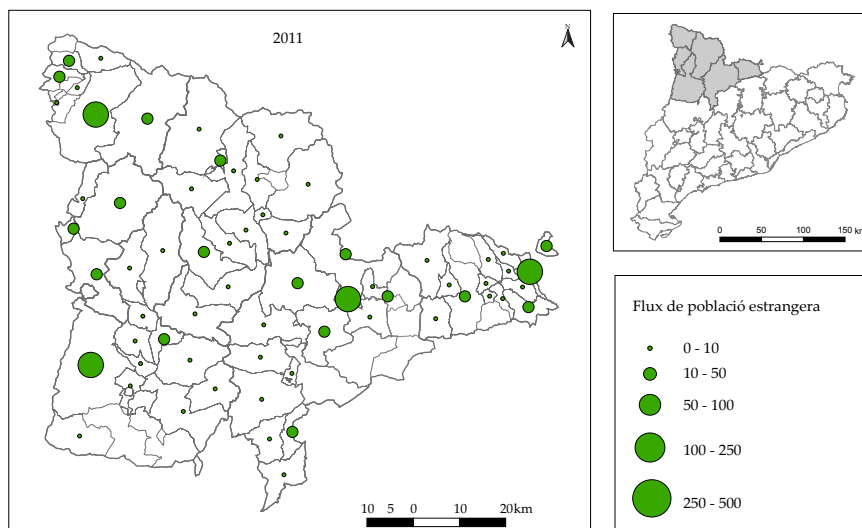 2011
N
10 5 0 10 20km
0 50 100 150 km
Flux de població estrangera
0 - 10
10 - 50
50 - 100
100 - 250
250 - 500